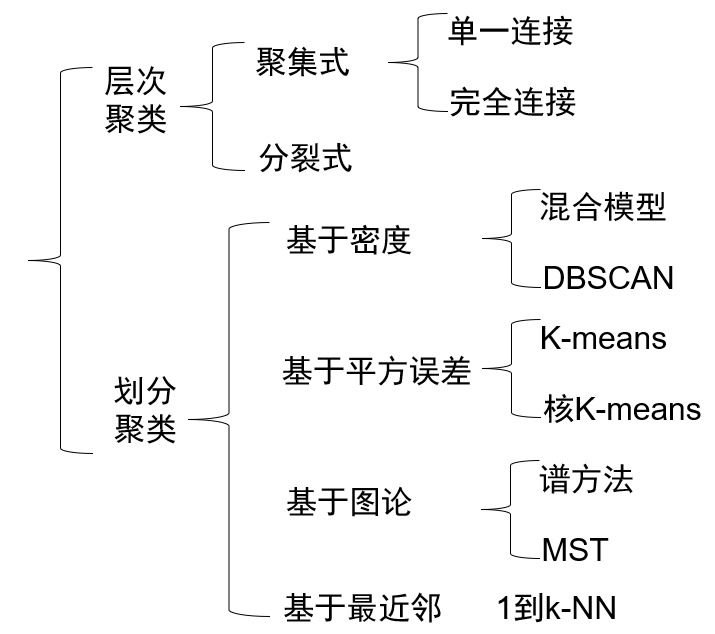 层次
聚类
聚集式
单一连接
完全连接
分裂式
划分
聚类
基于密度
混合模型
DBSCAN
基于平方误差
K-means
核K-means
基于图论
谱方法
MST
基于最近邻
1到k-NN